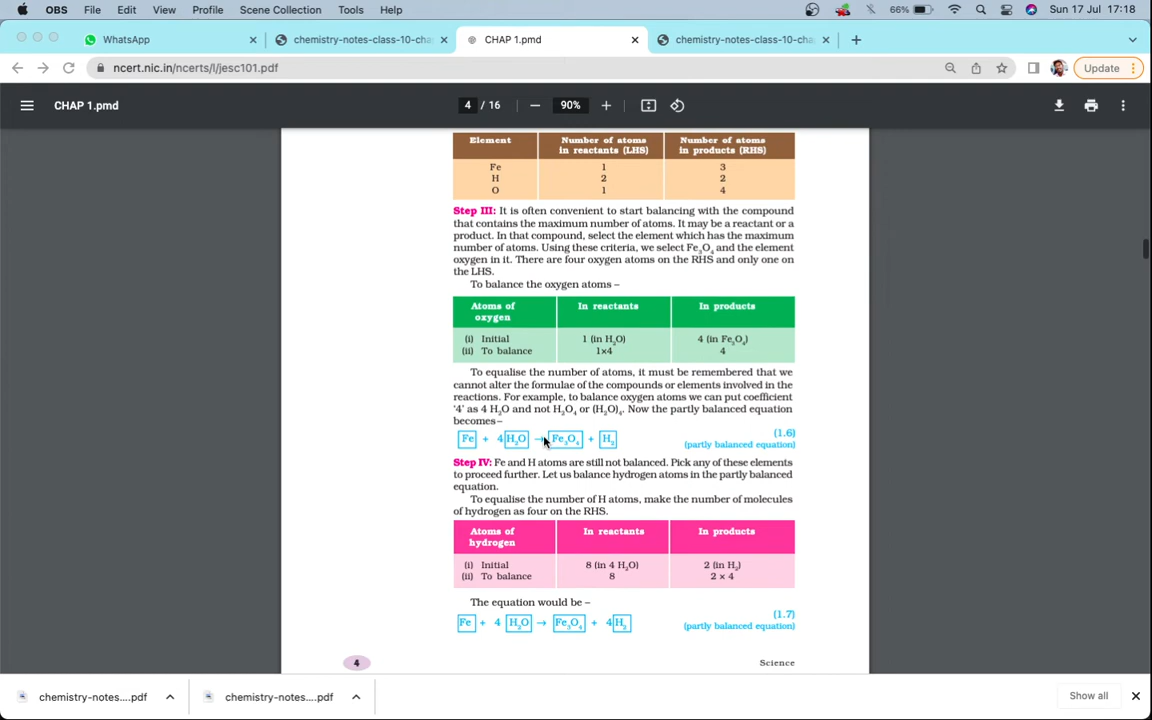 OBS File Edit View Profile Scene Collection Tools Help 66% Sun 17 Jul 17:18
WhatsApp
chemistry-notes-class-10-cha
CHAP 1.pmd
chemistry-notes-class-10-cha
ncert.nic.in/ncerts/l/jesc101.pdf Update
CHAP 1.pmd 4 / 16 90%
Element Number of atoms in reactants (LHS) Number of atoms in products (RHS)
Fe 1 3
H 2 2
O 1 4
Step III: It is often convenient to start balancing with the compound
that contains the maximum number of atoms. It may be a reactant or a
product. In that compound, select the element which has the maximum
number of atoms. Using these criteria, we select Fe₃O₄ and the element
oxygen in it. There are four oxygen atoms on the RHS and only one on
the LHS.
To balance the oxygen atoms –
Atoms of oxygen In reactants In products
(i) Initial 1 (in H₂O) 4 (in Fe₃O₄)
(ii) To balance 1×4 4
To equalise the number of atoms, it must be remembered that we
cannot alter the formulae of the compounds or elements involved in the
reactions. For example, to balance oxygen atoms we can put coefficient
‘4’ as 4 H₂O and not H₂O₄ or (H₂O)₄. Now the partly balanced equation
becomes–
Fe + 4 H₂O → Fe₃O₄ + H₂ (1.6)
(partly balanced equation)
Step IV: Fe and H atoms are still not balanced. Pick any of these elements
to proceed further. Let us balance hydrogen atoms in the partly balanced
equation.
To equalise the number of H atoms, make the number of molecules
of hydrogen as four on the RHS.
Atoms of hydrogen In reactants In products
(i) Initial 8 (in 4 H₂O) 2 (in H₂)
(ii) To balance 8 2 × 4
The equation would be –
Fe + 4 H₂O → Fe₃O₄ + 4 H₂ (1.7)
(partly balanced equation)
4 Science
chemistry-notes....pdf
chemistry-notes....pdf
Show all